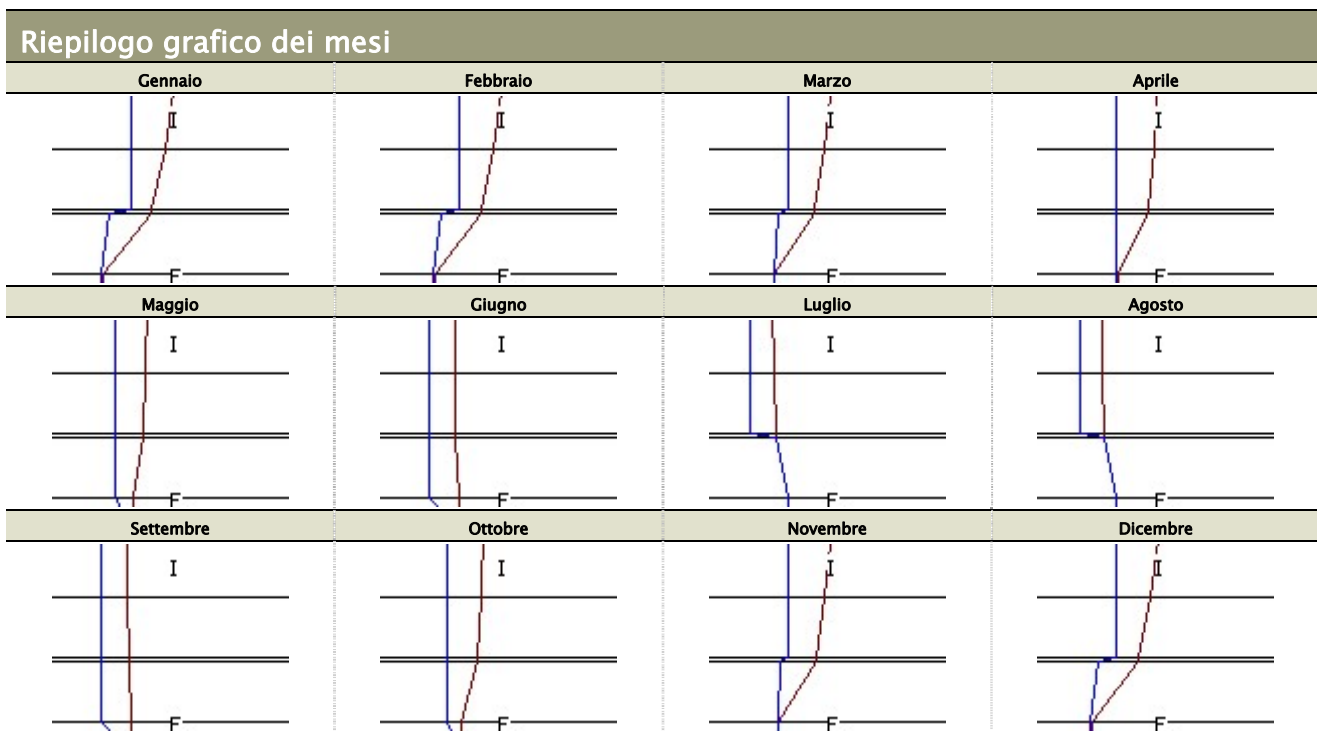 Riepilogo grafico dei mesi
Gennaio Febbraio Marzo Aprile
I I I I
F F F F
Maggio Giugno Luglio Agosto
I I I I
F F F F
Settembre Ottobre Novembre Dicembre
I I I I
F F F F